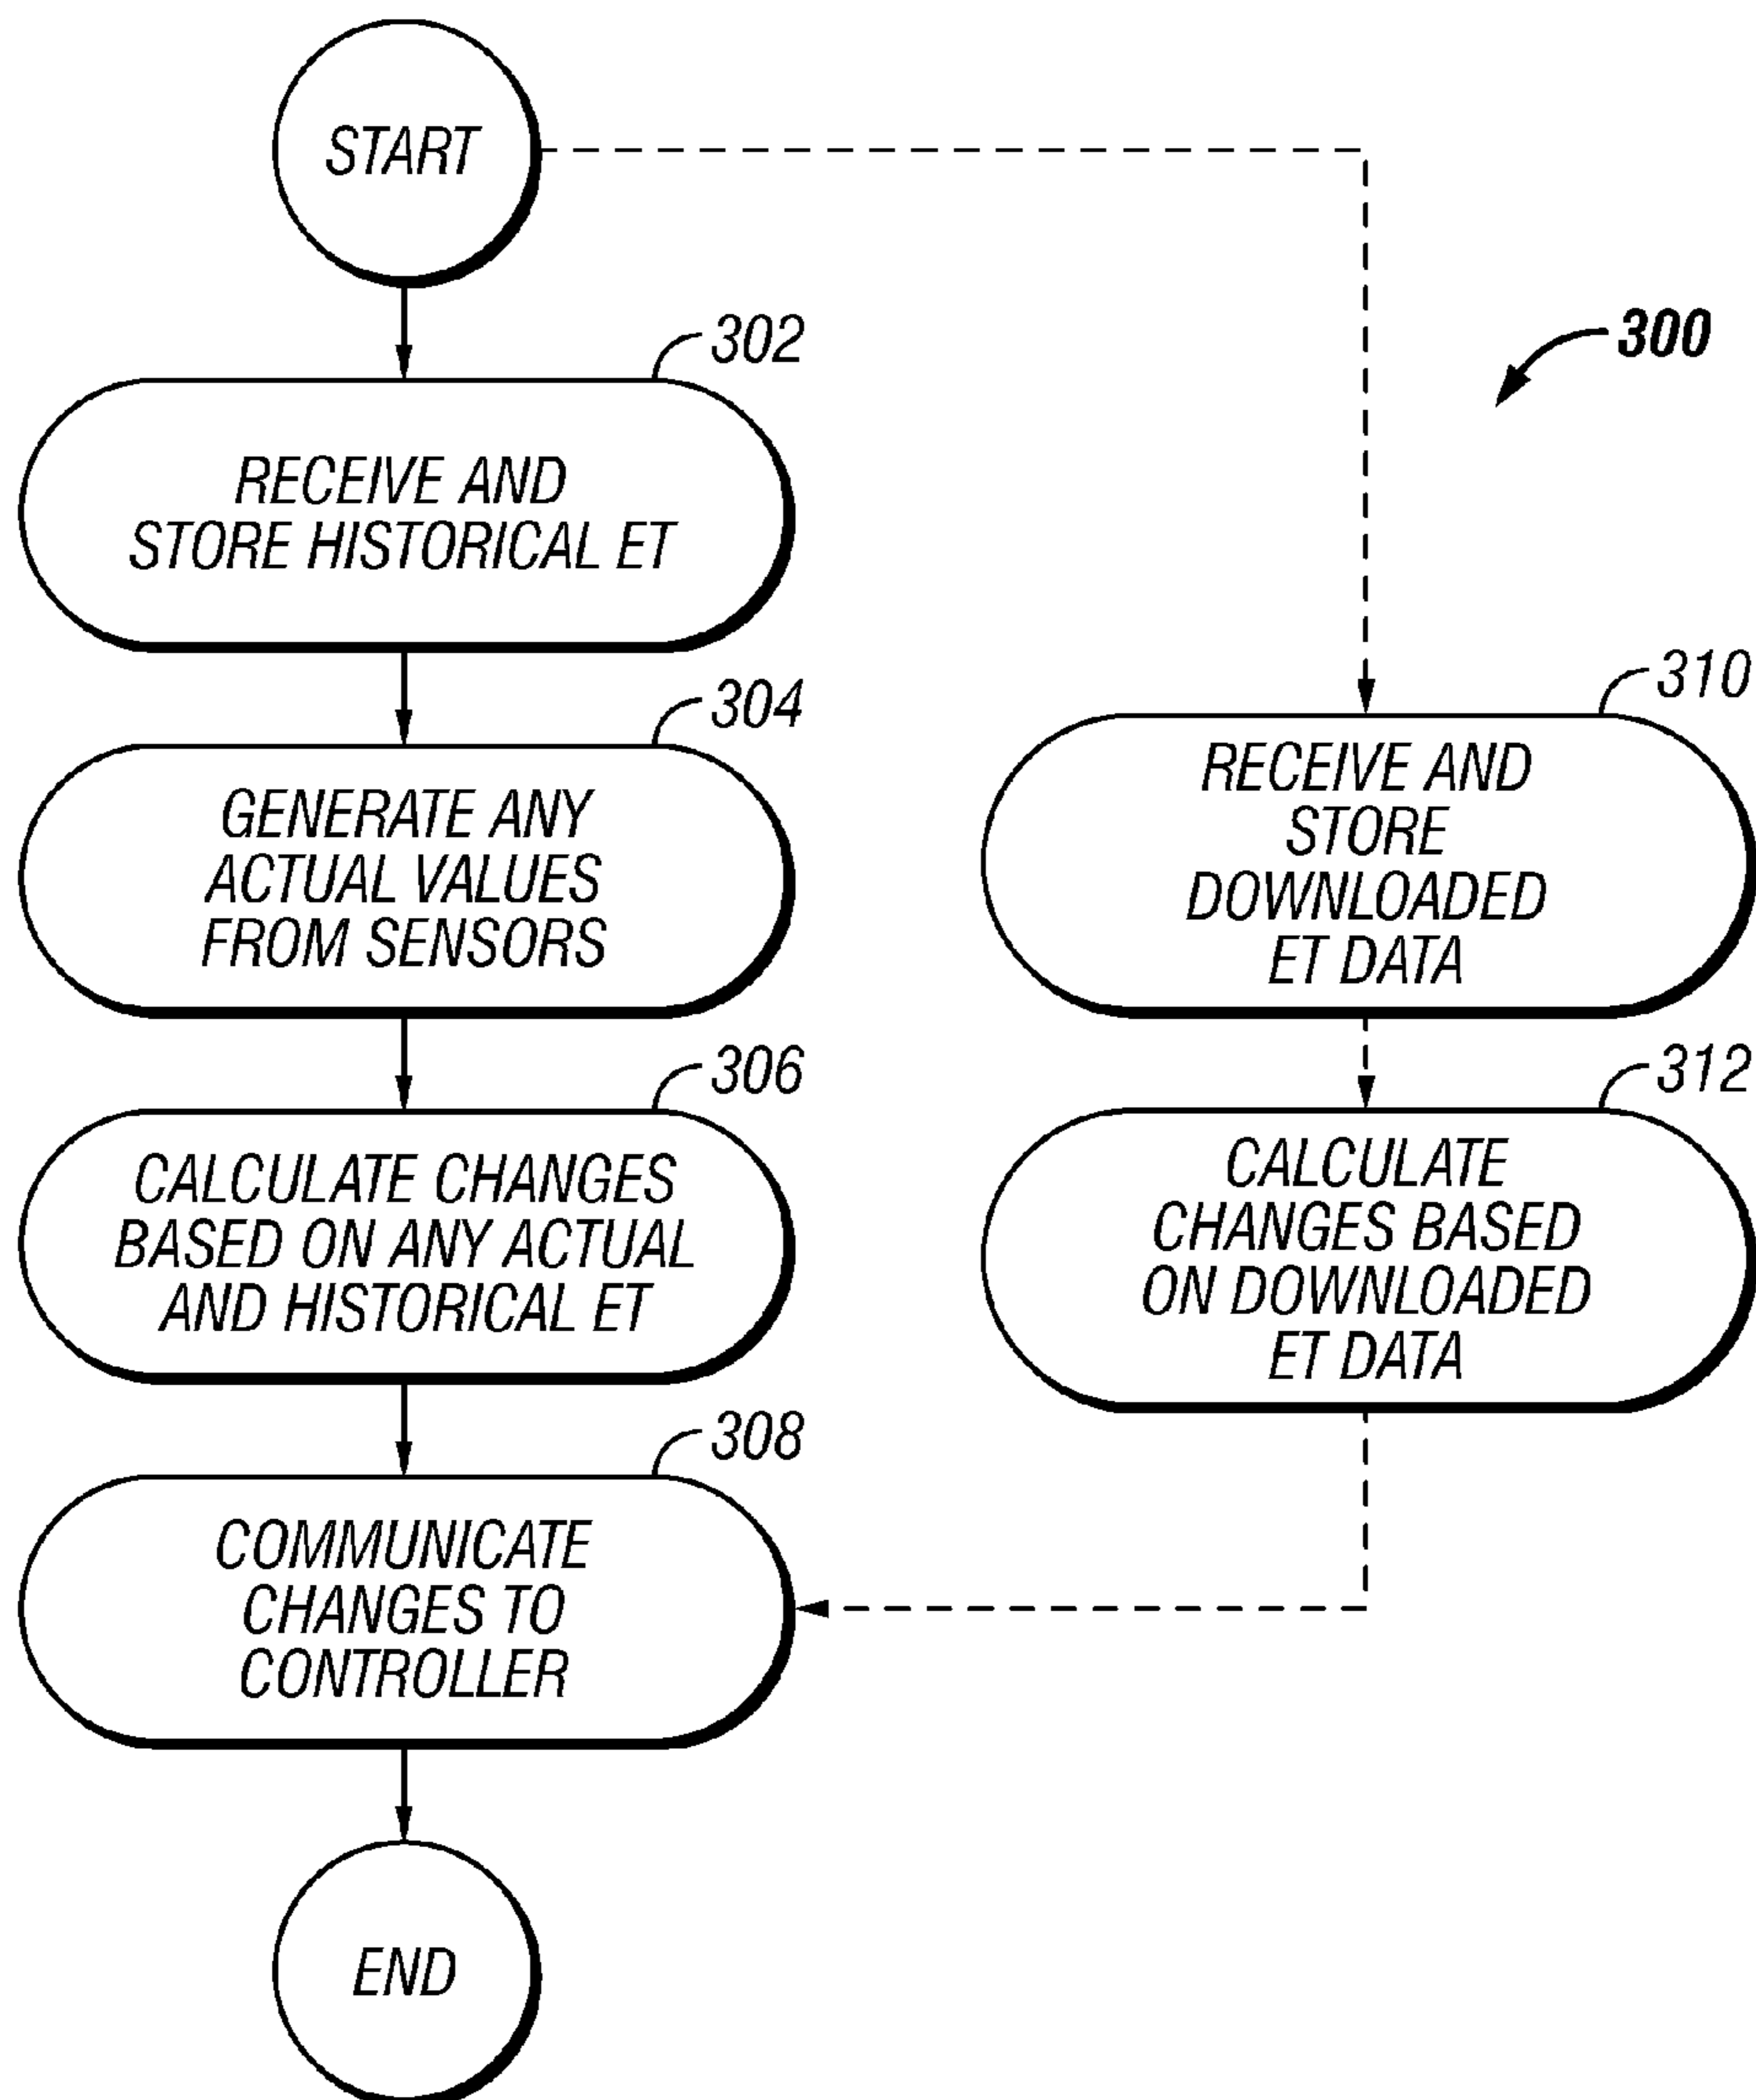 START
302
300
RECEIVE AND
STORE HISTORICAL ET
304
GENERATE ANY
ACTUAL VALUES
FROM SENSORS
306
CALCULATE CHANGES
BASED ON ANY ACTUAL
AND HISTORICAL ET
308
COMMUNICATE
CHANGES TO
CONTROLLER
END
310
RECEIVE AND
STORE
DOWNLOADED
ET DATA
312
CALCULATE
CHANGES BASED
ON DOWNLOADED
ET DATA